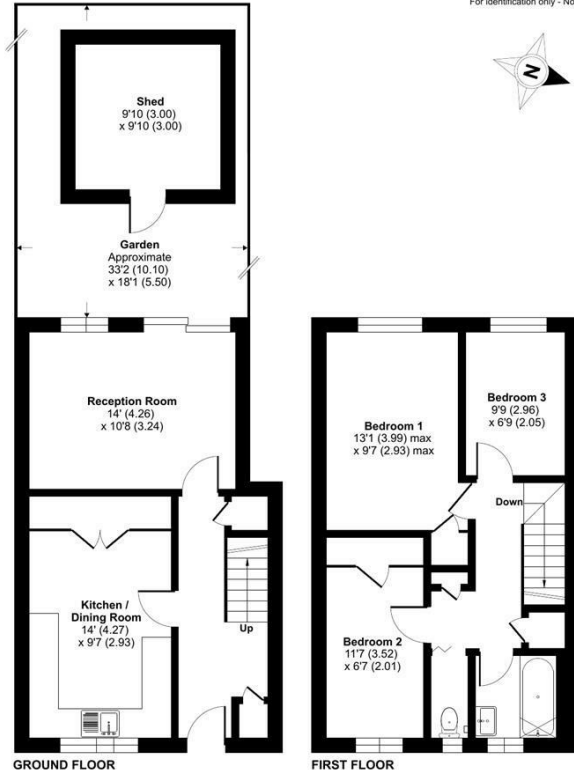 For identification only - No
N
Shed
9'10 (3.00)
x 9'10 (3.00)
Garden
Approximate
33'2 (10.10)
x 18'1 (5.50)
Reception Room
14' (4.26)
x 10'8 (3.24)
Kitchen /
Dining Room
14' (4.27)
x 9'7 (2.93)
Up
GROUND FLOOR
Bedroom 1
13'1 (3.99) max
x 9'7 (2.93) max
Bedroom 3
9'9 (2.96)
x 6'9 (2.05)
Down
Bedroom 2
11'7 (3.52)
x 6'7 (2.01)
FIRST FLOOR